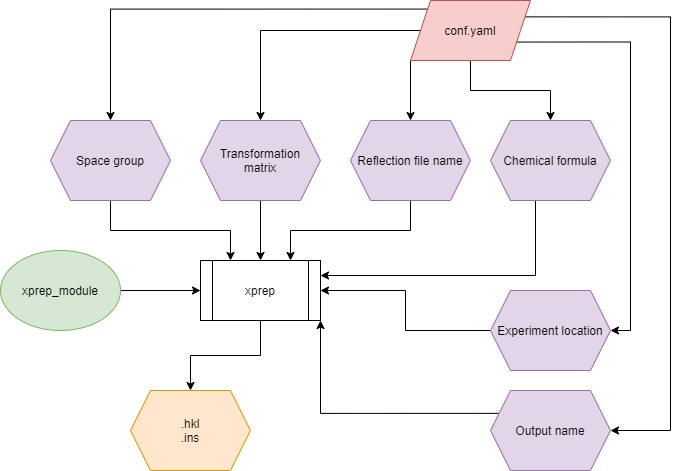 conf.yaml
Space group
Transformation
matrix
Reflection file name
Chemical formula
xprep_module
xprep
Experiment location
.hkl
.ins
Output name